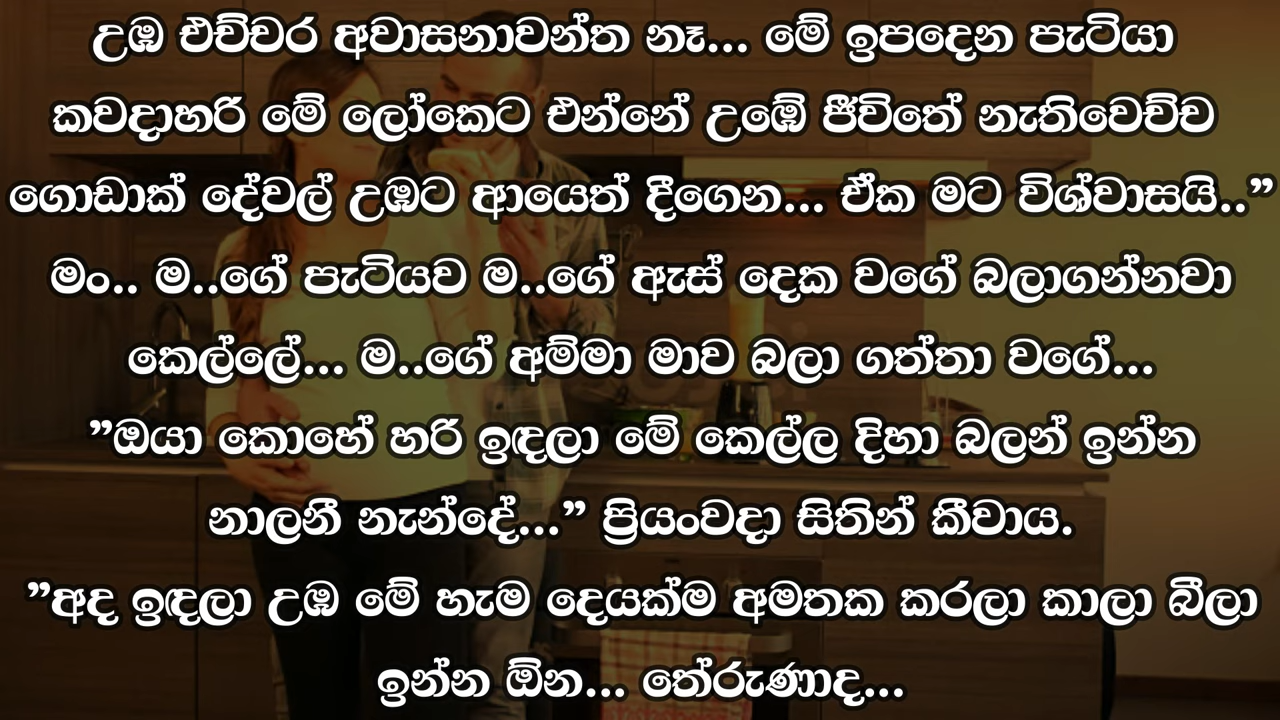 උඹ එච්චර අවාසනාවන්ත නෑ... මේ ඉපදෙන පැටියා
කවදාහරි මේ ලෝකෙට එන්නේ උඹේ ජීවිතේ නැතිවෙච්ච
ගොඩාක් දේවල් උඹට ආයෙත් දීගෙන... ඒක මට විශ්වාසයි..”
මං.. ම..ගේ පැටියව ම..ගේ ඇස් දෙක වගේ බලාගන්නවා
කෙල්ලේ... ම..ගේ අම්මා මාව බලා ගත්තා වගේ...
”ඔයා කොහේ හරි ඉඳලා මේ කෙල්ල දිහා බලන් ඉන්න
නාලනී නැන්දේ...” ප්‍රියංවදා සිතින් කීවාය.
”අද ඉඳලා උඹ මේ හැම දෙයක්ම අමතක කරලා කාලා බීලා
ඉන්න ඕන... තේරුණාද...